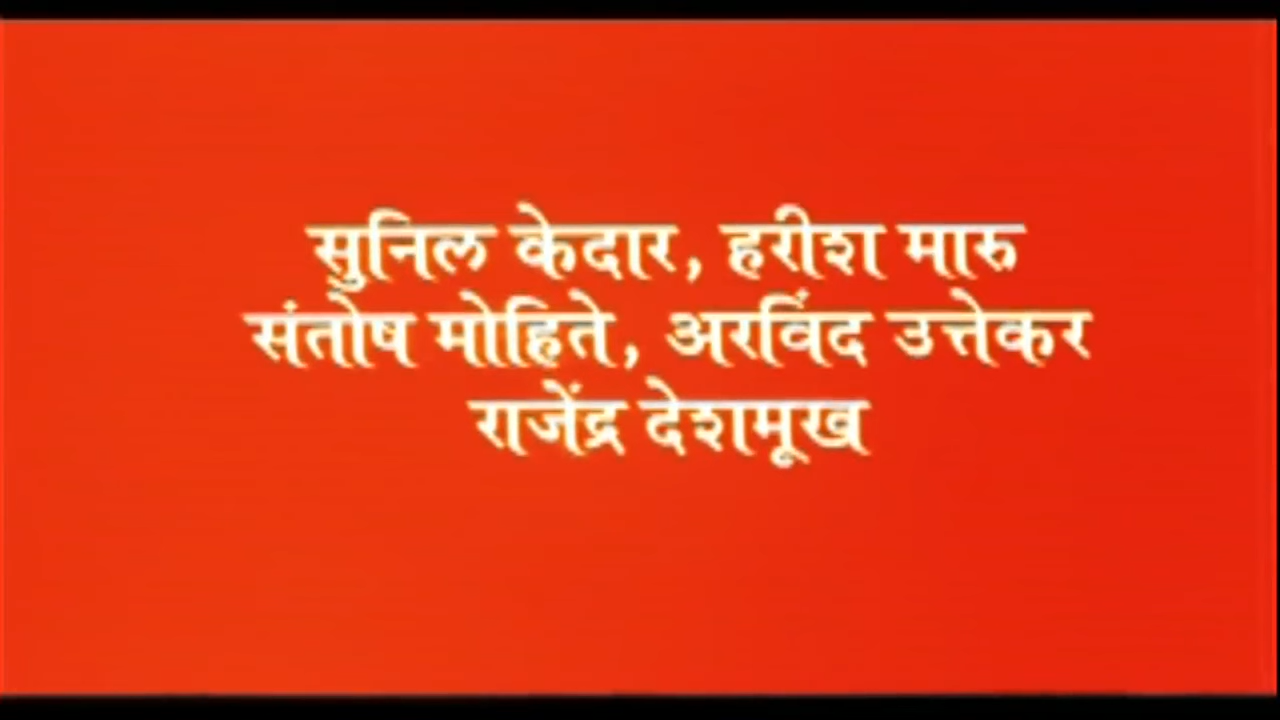 सुनिल केदार, हरीश मारु
संतोष मोहिते, अरविंद उत्तेकर
राजेंद्र देशमूख